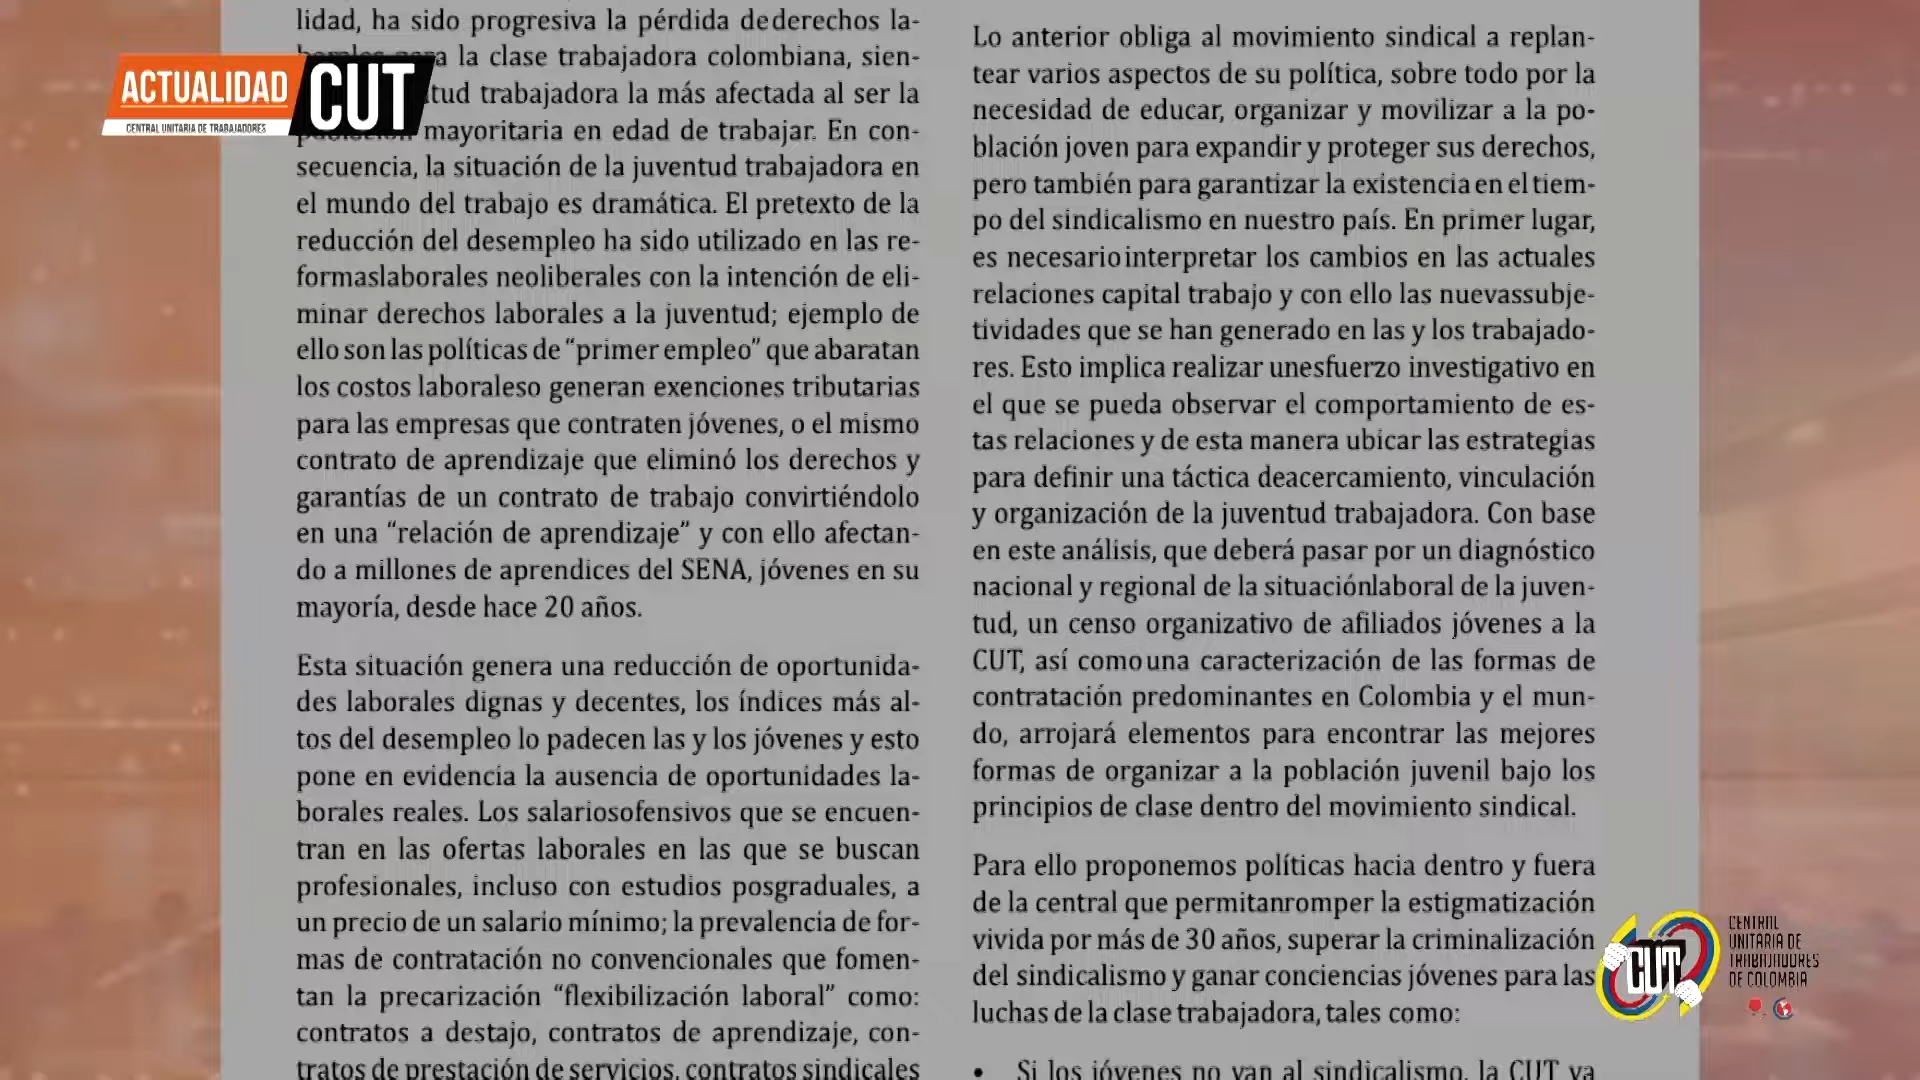 lidad, ha sido progresiva la pérdida dederechos la-
a la clase trabajadora colombiana, sien-
tud trabajadora la más afectada al ser la
población mayoritaria en edad de trabajar. En con-
secuencia, la situación de la juventud trabajadora en
el mundo del trabajo es dramática. El pretexto de la
reducción del desempleo ha sido utilizado en las re-
formaslaborales neoliberales con la intención de eli-
minar derechos laborales a la juventud; ejemplo de
ello son las políticas de “primer empleo” que abaratan
los costos laboraleso generan exenciones tributarias
para las empresas que contraten jóvenes, o el mismo
contrato de aprendizaje que eliminó los derechos y
garantías de un contrato de trabajo convirtiéndolo
en una “relación de aprendizaje” y con ello afectan-
do a millones de aprendices del SENA, jóvenes en su
mayoría, desde hace 20 años.
Esta situación genera una reducción de oportunida-
des laborales dignas y decentes, los índices más al-
tos del desempleo lo padecen las y los jóvenes y esto
pone en evidencia la ausencia de oportunidades la-
borales reales. Los salariosofensivos que se encuen-
tran en las ofertas laborales en las que se buscan
profesionales, incluso con estudios posgraduales, a
un precio de un salario mínimo; la prevalencia de for-
mas de contratación no convencionales que fomen-
tan la precarización “flexibilización laboral” como:
contratos a destajo, contratos de aprendizaje, con-
tratos de prestación de servicios, contratos sindicales
Lo anterior obliga al movimiento sindical a replan-
tear varios aspectos de su política, sobre todo por la
necesidad de educar, organizar y movilizar a la po-
blación joven para expandir y proteger sus derechos,
pero también para garantizar la existencia en el tiem-
po del sindicalismo en nuestro país. En primer lugar,
es necesariointerpretar los cambios en las actuales
relaciones capital trabajo y con ello las nuevassubje-
tividades que se han generado en las y los trabajado-
res. Esto implica realizar unesfuerzo investigativo en
el que se pueda observar el comportamiento de es-
tas relaciones y de esta manera ubicar las estrategias
para definir una táctica deacercamiento, vinculación
y organización de la juventud trabajadora. Con base
en este análisis, que deberá pasar por un diagnóstico
nacional y regional de la situaciónlaboral de la juven-
tud, un censo organizativo de afiliados jóvenes a la
CUT, así comouna caracterización de las formas de
contratación predominantes en Colombia y el mun-
do, arrojará elementos para encontrar las mejores
formas de organizar a la población juvenil bajo los
principios de clase dentro del movimiento sindical.
Para ello proponemos políticas hacia dentro y fuera
de la central que permitanromper la estigmatización
vivida por más de 30 años, superar la criminalización
del sindicalismo y ganar conciencias jóvenes para las
luchas de la clase trabajadora, tales como:
• Si los jóvenes no van al sindicalismo, la CUT va
ACTUALIDAD CUT
CENTRAL UNITARIA DE TRABAJADORES
CUT
CENTRAL
UNITARIA DE
TRABAJADORES
DE COLOMBIA